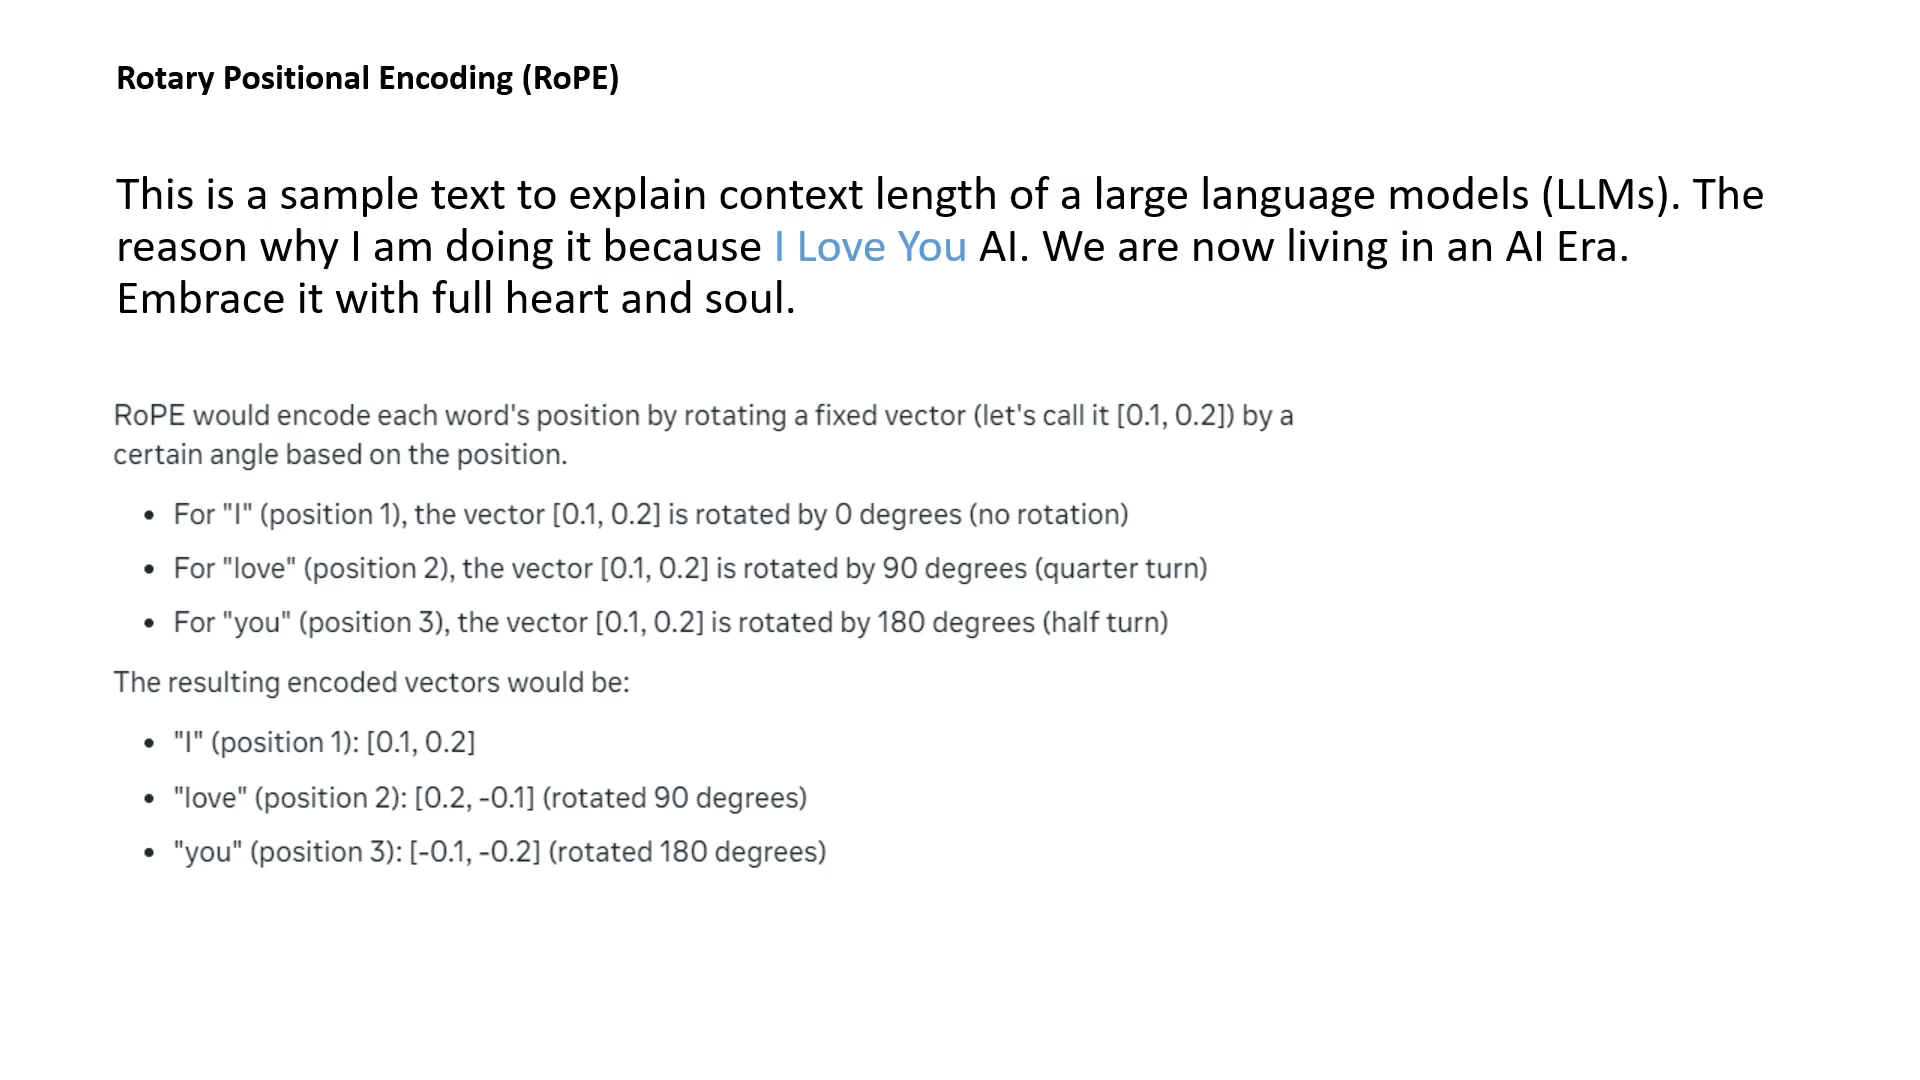 Rotary Positional Encoding (RoPE)
This is a sample text to explain context length of a large language models (LLMs). The
reason why I am doing it because I Love You AI. We are now living in an AI Era.
Embrace it with full heart and soul.
RoPE would encode each word's position by rotating a fixed vector (let's call it [0.1, 0.2]) by a
certain angle based on the position.
• For "I" (position 1), the vector [0.1, 0.2] is rotated by 0 degrees (no rotation)
• For "love" (position 2), the vector [0.1, 0.2] is rotated by 90 degrees (quarter turn)
• For "you" (position 3), the vector [0.1, 0.2] is rotated by 180 degrees (half turn)
The resulting encoded vectors would be:
• "I" (position 1): [0.1, 0.2]
• "love" (position 2): [0.2, -0.1] (rotated 90 degrees)
• "you" (position 3): [-0.1, -0.2] (rotated 180 degrees)